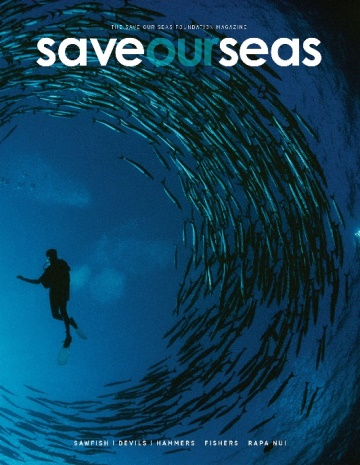 THE SAVE OUR SEAS FOUNDATION MAGAZINE
saveourseas
SAWFISH | DEVILS | HAMMERS FISHERS RAPA NUI